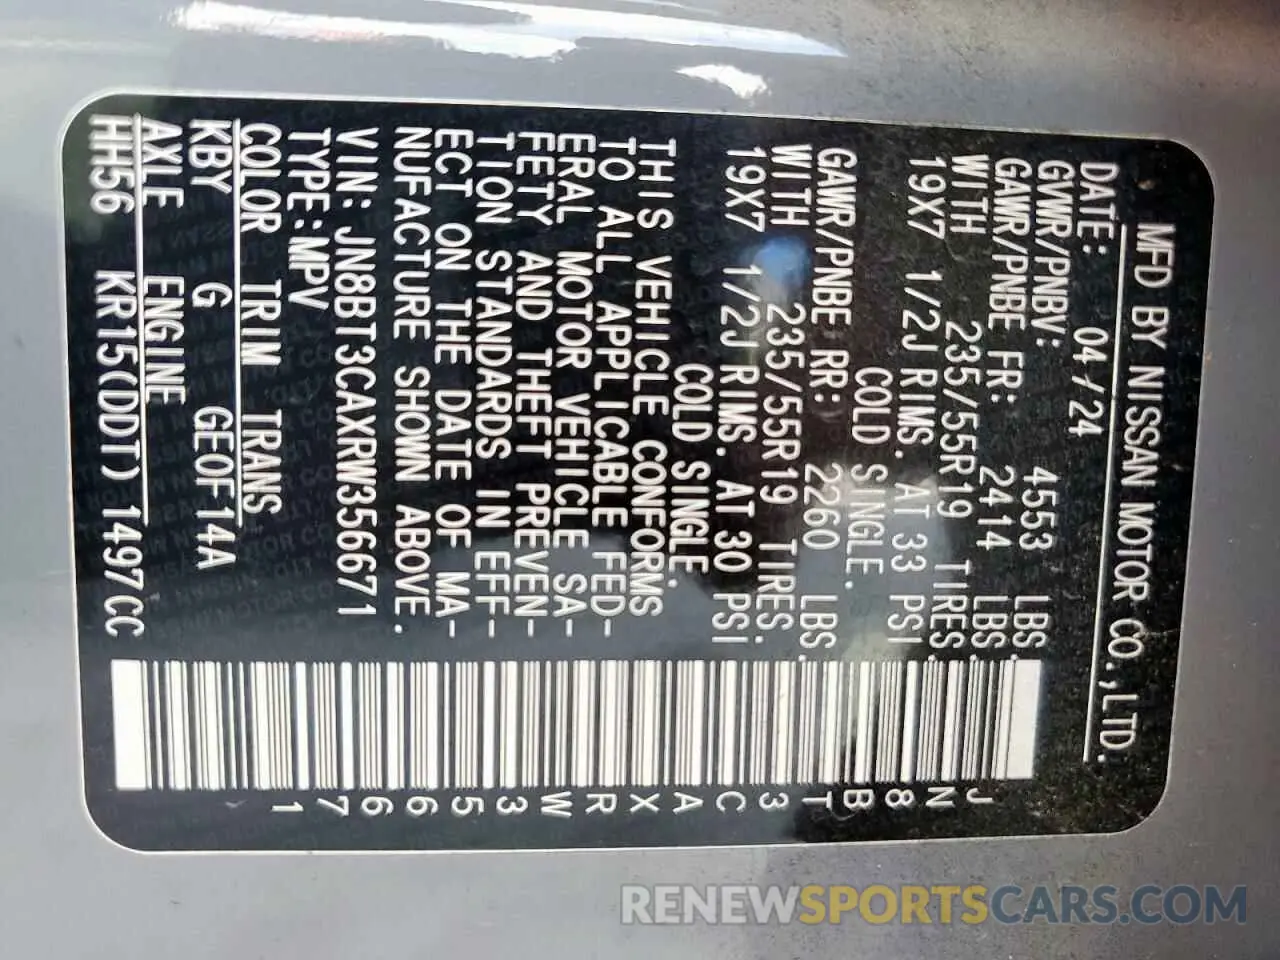 MFD BY NISSAN MOTOR CO.,LTD.
DATE: 04/24
GVWR/PNBV: 4553 LBS.
GAWR/PNBE FR: 2414 LBS.
WITH 235/55R19 TIRES.
19X7 1/2J RIMS. AT 33 PSI
COLD SINGLE.
GAWR/PNBE RR: 2260 LBS.
WITH 235/55R19 TIRES.
19X7 1/2J RIMS. AT 30 PSI
COLD SINGLE.
THIS VEHICLE CONFORMS
TO ALL APPLICABLE FED-
ERAL MOTOR VEHICLE SA-
FETY AND THEFT PREVEN-
TION STANDARDS IN EFF-
ECT ON THE DATE OF MA-
NUFACTURE SHOWN ABOVE.
VIN: JN8BT3CAXRW356671
TYPE:MPV
COLOR TRIM TRANS
KBY G GEOF14A
AXLE ENGINE
HH56 KR15(DDT) 1497CC
JN8BT3CAXRW356671
RENEWSPORTSCARS.COM